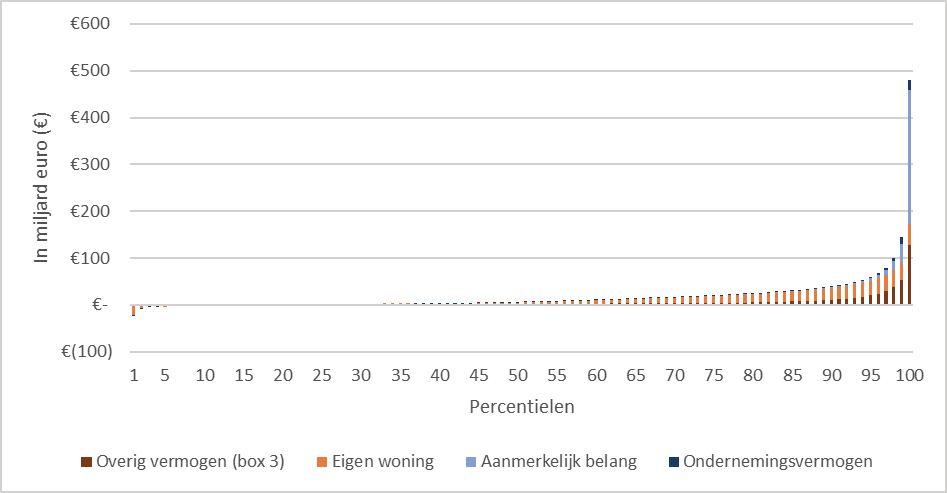 €600
€500
€400
€300
€200
€100
€-
€(100)
In miljard euro (€)
1 5 10 15 20 25 30 35 40 45 50 55 60 65 70 75 80 85 90 95 100
Percentielen
Overig vermogen (box 3) Eigen woning Aanmerkelijk belang Ondernemingsvermogen